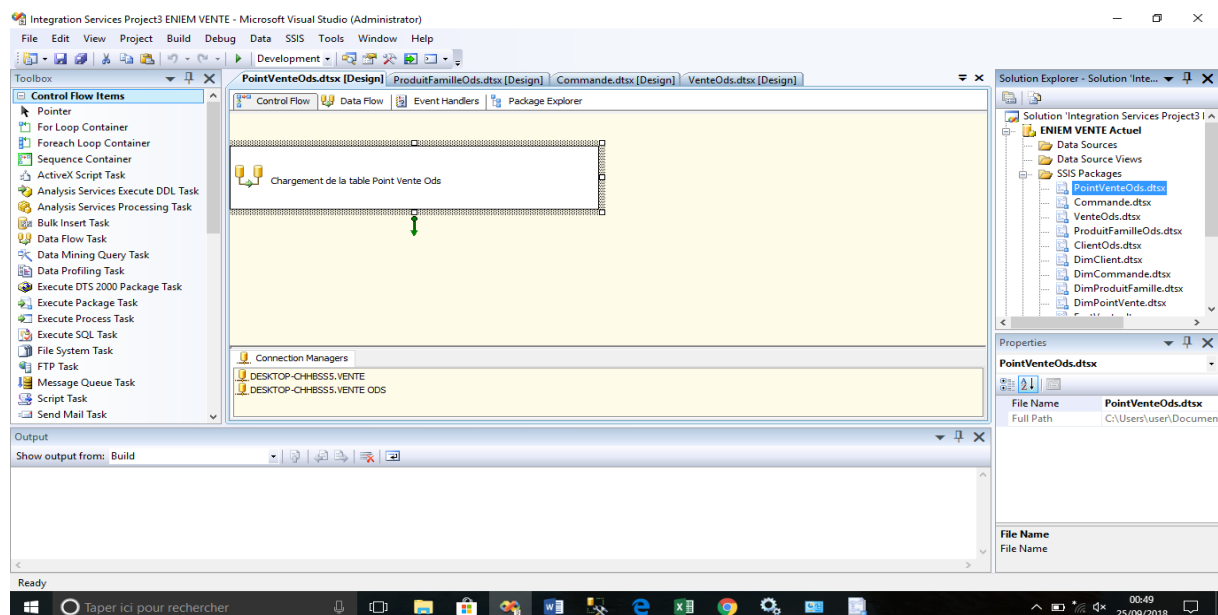 Integration Services Project3 ENIEM VENTE - Microsoft Visual Studio (Administrator)
File Edit View Project Build Debug Data SSIS Tools Window Help
Development
Toolbox
Control Flow Items
Pointer
For Loop Container
Foreach Loop Container
Sequence Container
ActiveX Script Task
Analysis Services Execute DDL Task
Analysis Services Processing Task
Bulk Insert Task
Data Flow Task
Data Mining Query Task
Data Profiling Task
Execute DTS 2000 Package Task
Execute Package Task
Execute Process Task
Execute SQL Task
File System Task
FTP Task
Message Queue Task
Script Task
Send Mail Task
PointVenteOds.dtsx [Design] ProduitFamilleOds.dtsx [Design] Commande.dtsx [Design] VenteOds.dtsx [Design]
Control Flow Data Flow Event Handlers Package Explorer
Chargement de la table Point Vente Ods
Connection Managers
DESKTOP-CHHBSS5.VENTE
DESKTOP-CHHBSS5.VENTE ODS
Solution Explorer - Solution 'Inte...
Solution 'Integration Services Project3
ENIEM VENTE Actuel
Data Sources
Data Source Views
SSIS Packages
PointVenteOds.dtsx
Commande.dtsx
VenteOds.dtsx
ProduitFamilleOds.dtsx
ClientOds.dtsx
DimClient.dtsx
DimCommande.dtsx
DimProduitFamille.dtsx
DimPointVente.dtsx
Properties
PointVenteOds.dtsx
File Name PointVenteOds.dtsx
Full Path C:\Users\user\Documen
File Name
File Name
Output
Show output from: Build
Ready
Taper ici pour rechercher
00:49
25/09/2018